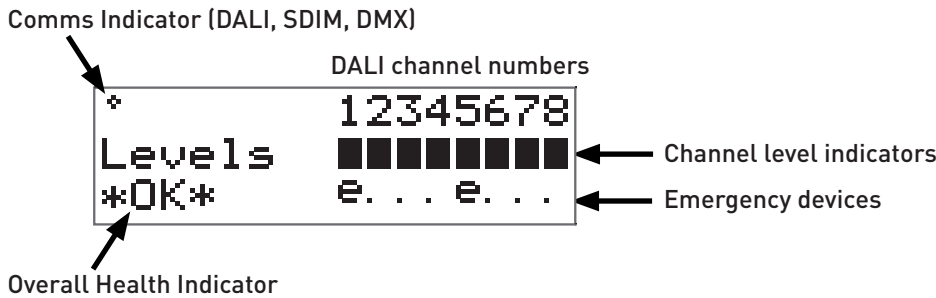 Comms Indicator (DALI, SDIM, DMX)
DALI channel numbers
12345678
Levels
Channel level indicators
*OK* e...e...
Emergency devices
Overall Health Indicator